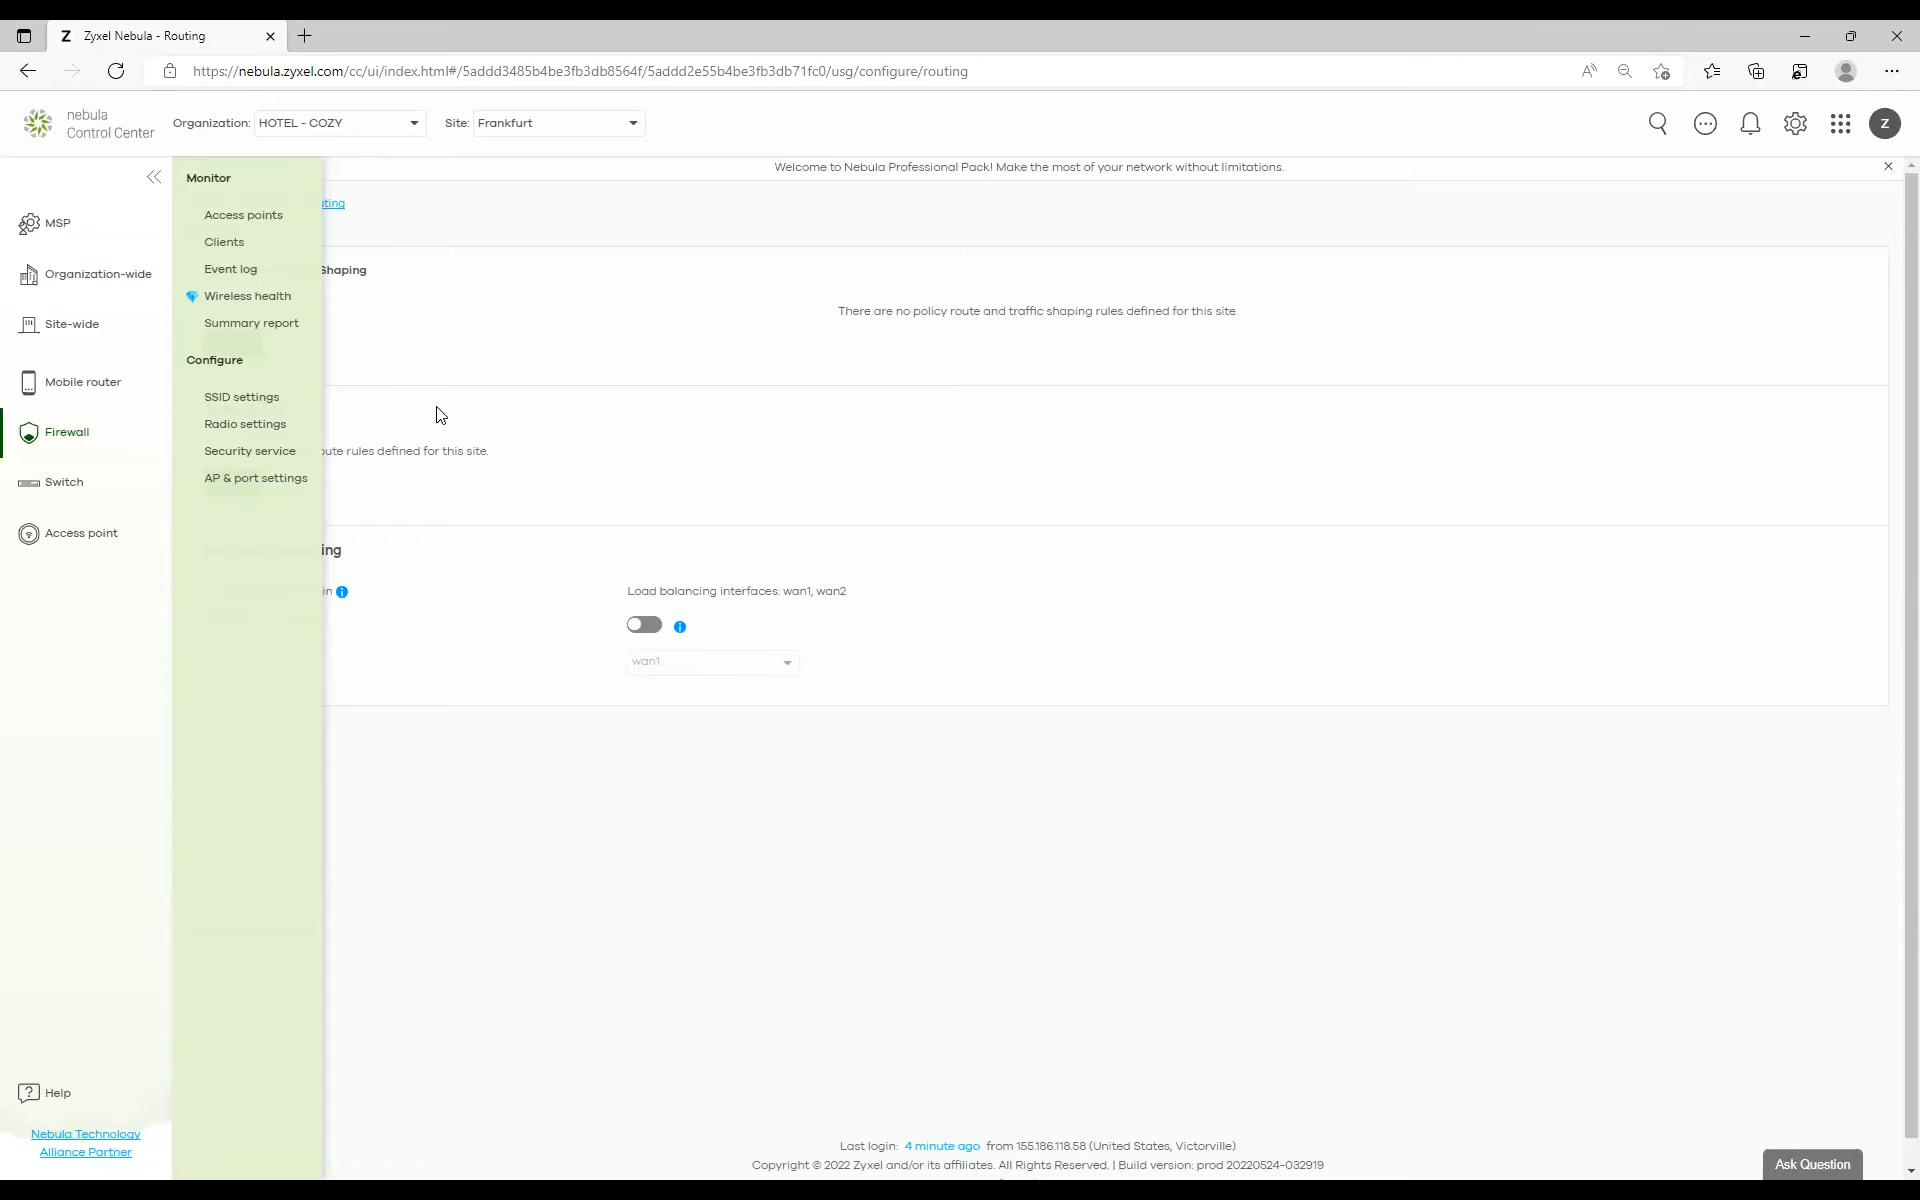 Zyxel Nebula - Routing
https://nebula.zyxel.com/cc/ui/index.html#/5addd3485b4be3fb3db8564f/5addd2e55b4be3fb3db71fc0/usg/configure/routing
nebula
Control Center
Organization: HOTEL - COZY
Site: Frankfurt
Z
Welcome to Nebula Professional Pack! Make the most of your network without limitations.
MSP
Organization-wide
Site-wide
Mobile router
Firewall
Switch
Access point
Help
Nebula Technology
Alliance Partner
Monitor
Access points
Clients
Event log
Wireless health
Summary report
Configure
SSID settings
Radio settings
Security service
AP & port settings
uting
Shaping
There are no policy route and traffic shaping rules defined for this site.
oute rules defined for this site.
ing
in
Load balancing interfaces: wan1, wan2
wan1
Last login: 4 minute ago from 155.186.118.58 (United States, Victorville)
Copyright © 2022 Zyxel and/or its affiliates. All Rights Reserved. | Build version: prod 20220524-032919
Ask Question